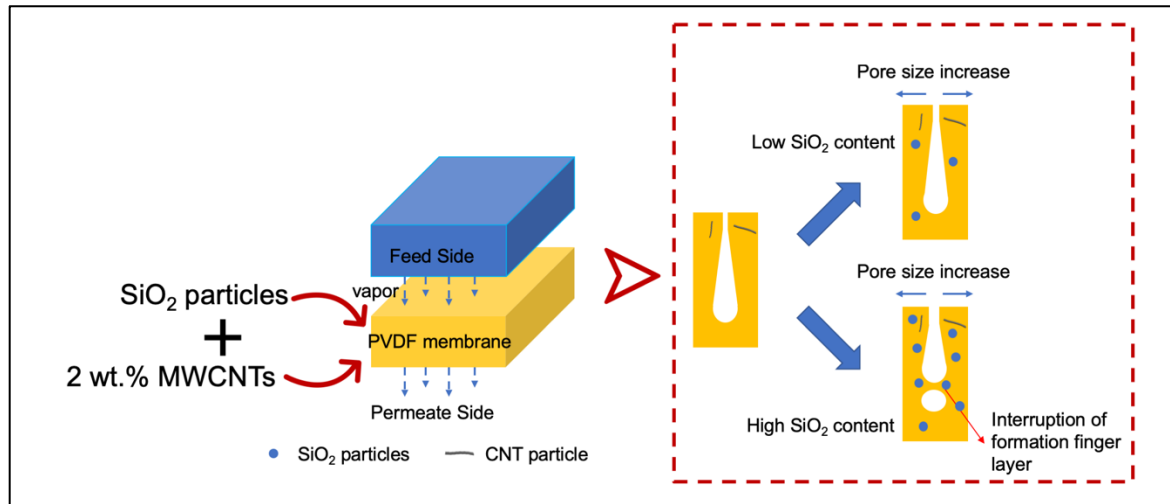 SiO₂ particles
+
2 wt.% MWCNTs
Feed Side
vapor
PVDF membrane
Permeate Side
SiO₂ particles
CNT particle
Pore size increase
Low SiO₂ content
Pore size increase
High SiO₂ content
Interruption of
formation finger
layer